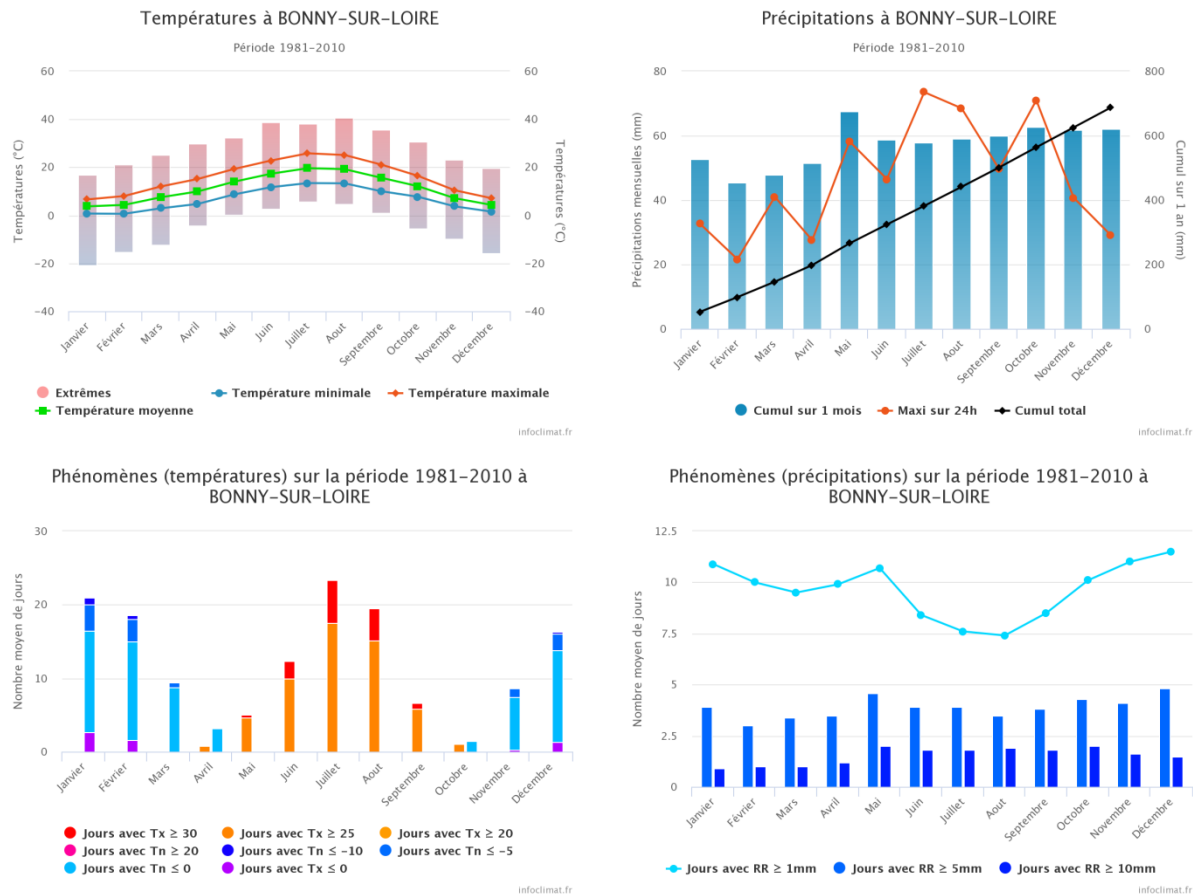 Températures à BONNY-SUR-LOIRE
Période 1981-2010
60
40
20
0
-20
-40
Températures (°C)
60
40
20
0
-20
-40
Températures (°C)
Janvier
Février
Mars
Avril
Mai
Juin
Juillet
Aout
Septembre
Octobre
Novembre
Décembre
Extrêmes
Température minimale
Température maximale
Température moyenne
infoclimat.fr
Précipitations à BONNY-SUR-LOIRE
Période 1981-2010
80
60
40
20
0
Précipitations mensuelles (mm)
800
600
400
200
0
Cumul sur 1 an (mm)
Janvier
Février
Mars
Avril
Mai
Juin
Juillet
Aout
Septembre
Octobre
Novembre
Décembre
Cumul sur 1 mois
Maxi sur 24h
Cumul total
infoclimat.fr
Phénomènes (températures) sur la période 1981-2010 à
BONNY-SUR-LOIRE
30
20
10
0
Nombre moyen de jours
Janvier
Février
Mars
Avril
Mai
Juin
Juillet
Aout
Septembre
Octobre
Novembre
Décembre
Jours avec Tx ≥ 30
Jours avec Tx ≥ 25
Jours avec Tx ≥ 20
Jours avec Tn ≥ 20
Jours avec Tn ≤ -10
Jours avec Tn ≤ -5
Jours avec Tn ≤ 0
Jours avec Tx ≤ 0
infoclimat.fr
Phénomènes (précipitations) sur la période 1981-2010 à
BONNY-SUR-LOIRE
12.5
10
7.5
5
2.5
0
Nombre moyen de jours
Janvier
Février
Mars
Avril
Mai
Juin
Juillet
Aout
Septembre
Octobre
Novembre
Décembre
Jours avec RR ≥ 1mm
Jours avec RR ≥ 5mm
Jours avec RR ≥ 10mm
infoclimat.fr